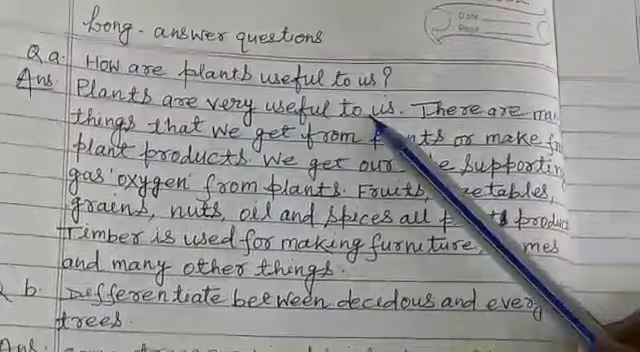 Long-answer questions
Date
Page
Q a. How are plants useful to us?
Ans. Plants are very useful to us. There are
things that we get from or make
plant products. We get our
gas 'oxygen' from plants. Fruits,
grains, nuts, oil and spices all
Timber is used for making furniture,
and many other things.
b. Differentiate between decidous and
trees.
Ans.